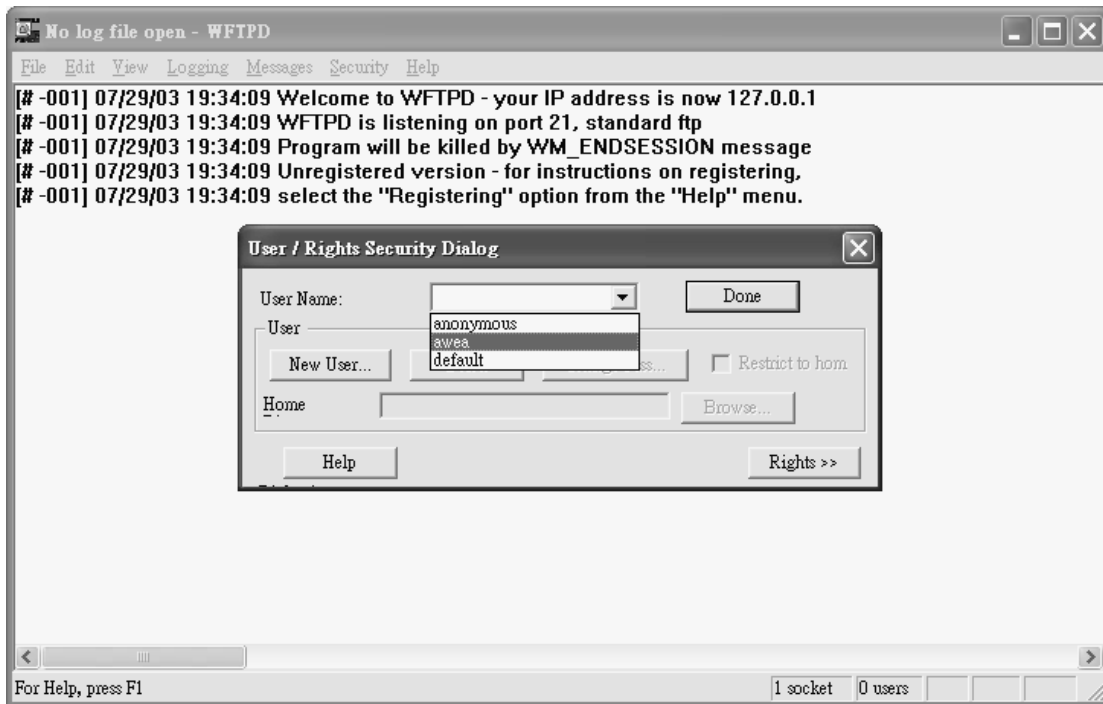 No log file open - WFTPD
File Edit View Logging Messages Security Help
[# -001] 07/29/03 19:34:09 Welcome to WFTPD - your IP address is now 127.0.0.1
[# -001] 07/29/03 19:34:09 WFTPD is listening on port 21, standard ftp
[# -001] 07/29/03 19:34:09 Program will be killed by WM_ENDSESSION message
[# -001] 07/29/03 19:34:09 Unregistered version - for instructions on registering,
[# -001] 07/29/03 19:34:09 select the "Registering" option from the "Help" menu.
User / Rights Security Dialog
User Name: Done
anonymous
User
awea
default
New User... Restrict to hom
Home Browse...
Help Rights >>
For Help, press F1 1 socket 0 users